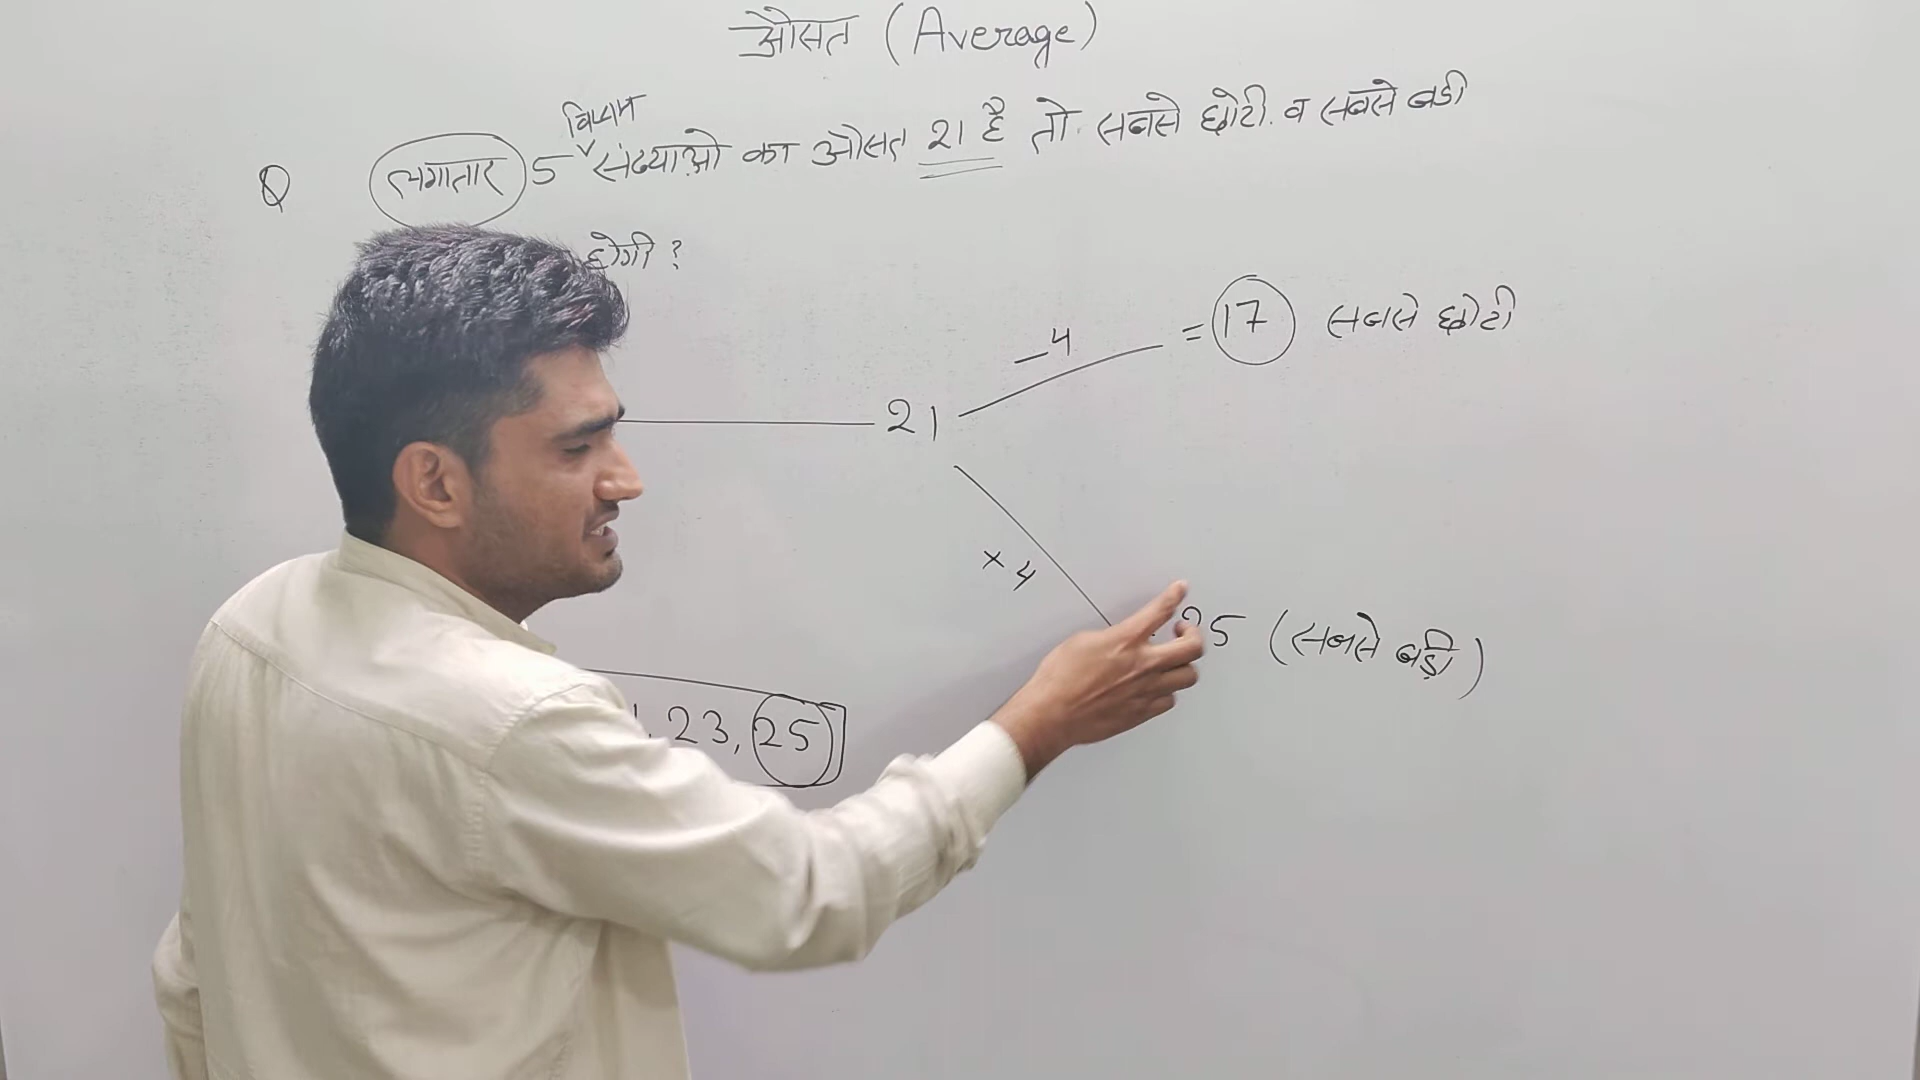 औसत (Average)
विषम
Q लगातार 5 संख्याओ का औसत 21 है तो सबसे छोटी व सबसे बडी
होगी ?
-4
= 17 सबसे छोटी
21
× 4
25 (सबसे बड़ी)
, 23, 25